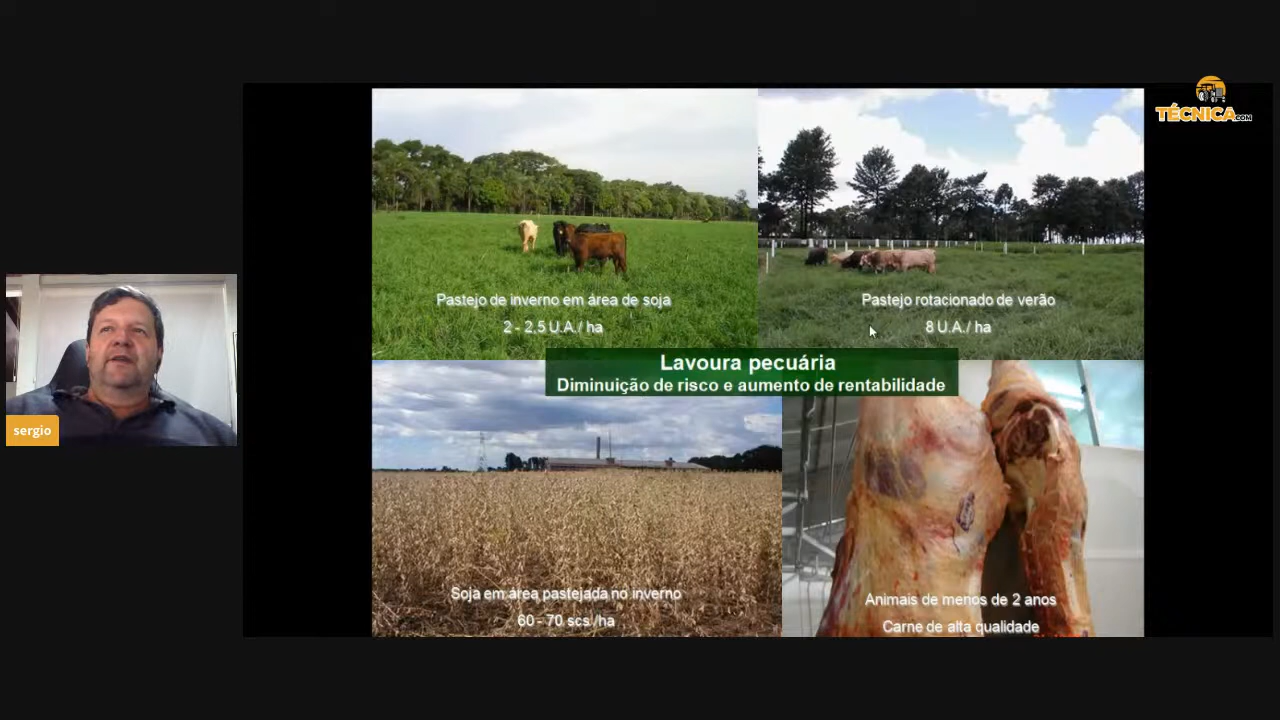 TÉCNICA.COM
Pastejo de inverno em área de soja
2 - 2,5 U.A./ ha
Pastejo rotacionado de verão
8 U.A./ ha
Lavoura pecuária
Diminuição de risco e aumento de rentabilidade
sergio
Soja em área pastejada no inverno
60 - 70 scs./ha
Animais de menos de 2 anos
Carne de alta qualidade